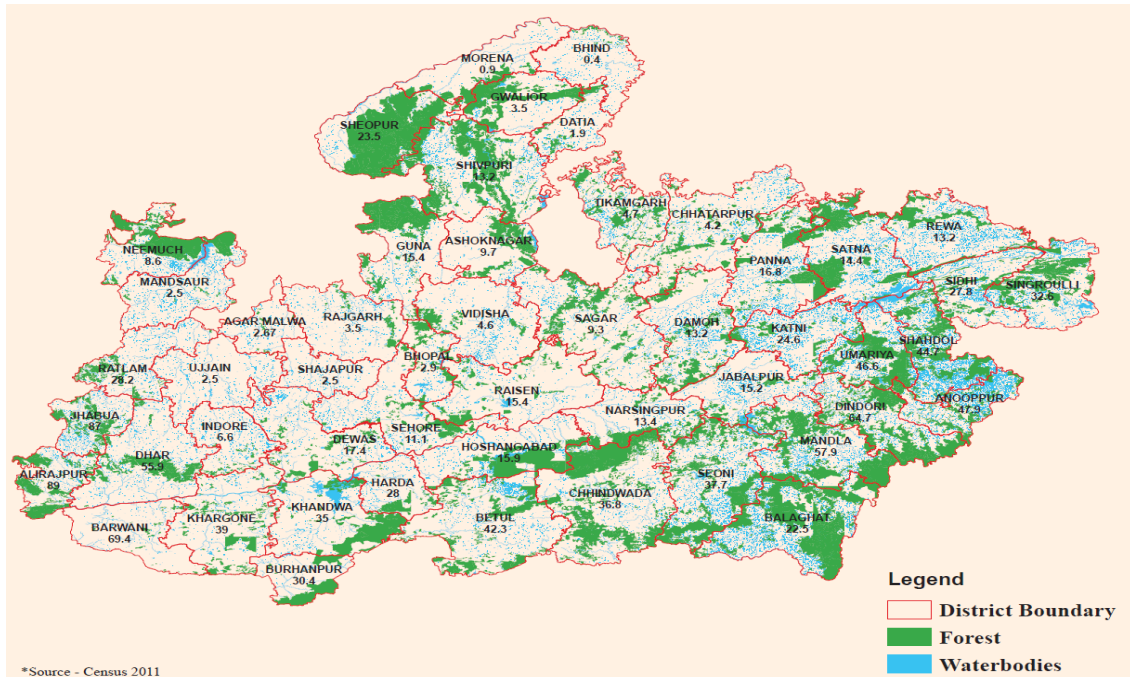 MORENA
0.9
BHIND
0.4
GWALIOR
3.5
SHEOPUR
23.5
DATIA
1.9
SHIVPURI
13.2
TIKAMGARH
4.7
CHHATARPUR
4.2
REWA
13.2
NEEMUCH
8.6
GUNA
15.4
ASHOKNAGAR
9.7
PANNA
16.8
SATNA
14.4
MANDSAUR
2.5
SIDHI
27.8
SINGROULLI
32.6
AGAR MALWA
2.67
RAJGARH
3.5
VIDISHA
4.6
SAGAR
9.3
DAMOH
13.2
KATNI
24.6
SHAHDOL
44.7
RATLAM
28.2
UJJAIN
2.5
SHAJAPUR
2.5
BHOPAL
2.9
UMARIYA
46.6
JABALPUR
15.2
RAISEN
15.4
ANOOPPUR
47.9
JHABUA
87
INDORE
6.6
DEWAS
17.4
SEHORE
11.1
NARSINGPUR
13.4
DINDORI
64.7
HOSHANGABAD
15.9
MANDLA
57.9
DHAR
55.9
ALIRAJPUR
89
HARDA
28
SEONI
37.7
CHHINDWADA
36.8
KHANDWA
35
BARWANI
69.4
KHARGONE
39
BETUL
42.3
BALAGHAT
22.5
BURHANPUR
30.4
Legend
District Boundary
Forest
Waterbodies
*Source - Census 2011